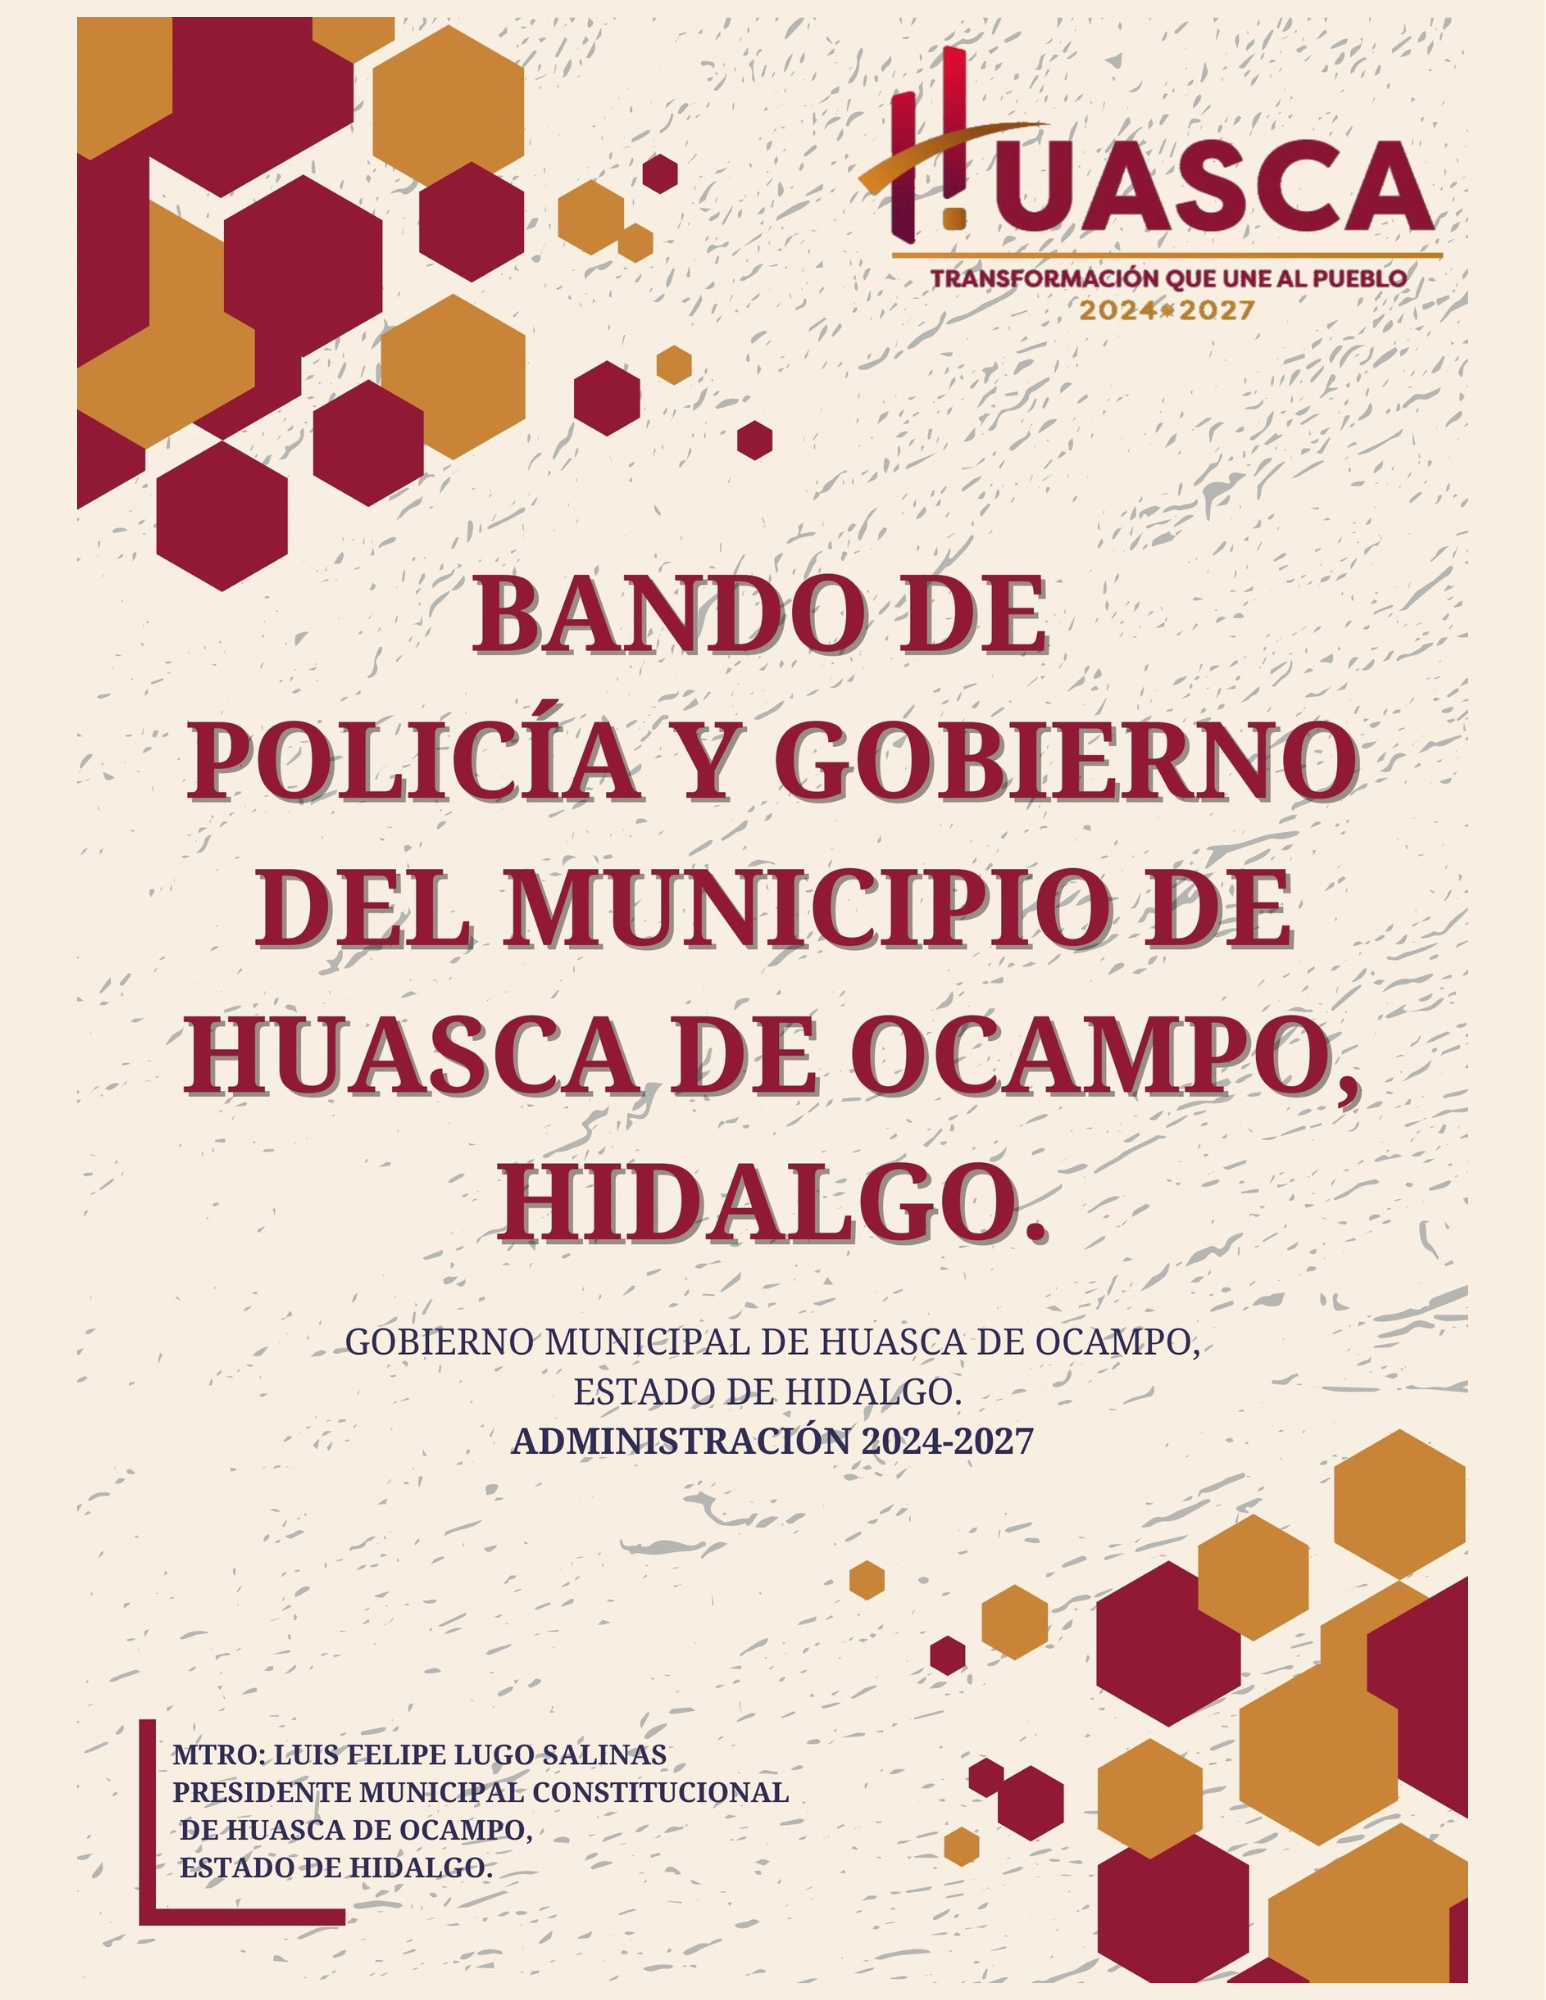 HUASCA
TRANSFORMACIÓN QUE UNE AL PUEBLO
2024 2027
BANDO DE
POLICÍA Y GOBIERNO
DEL MUNICIPIO DE
HUASCA DE OCAMPO,
HIDALGO.
GOBIERNO MUNICIPAL DE HUASCA DE OCAMPO,
ESTADO DE HIDALGO.
ADMINISTRACIÓN 2024-2027
MTRO: LUIS FELIPE LUGO SALINAS
PRESIDENTE MUNICIPAL CONSTITUCIONAL
DE HUASCA DE OCAMPO,
ESTADO DE HIDALGO.